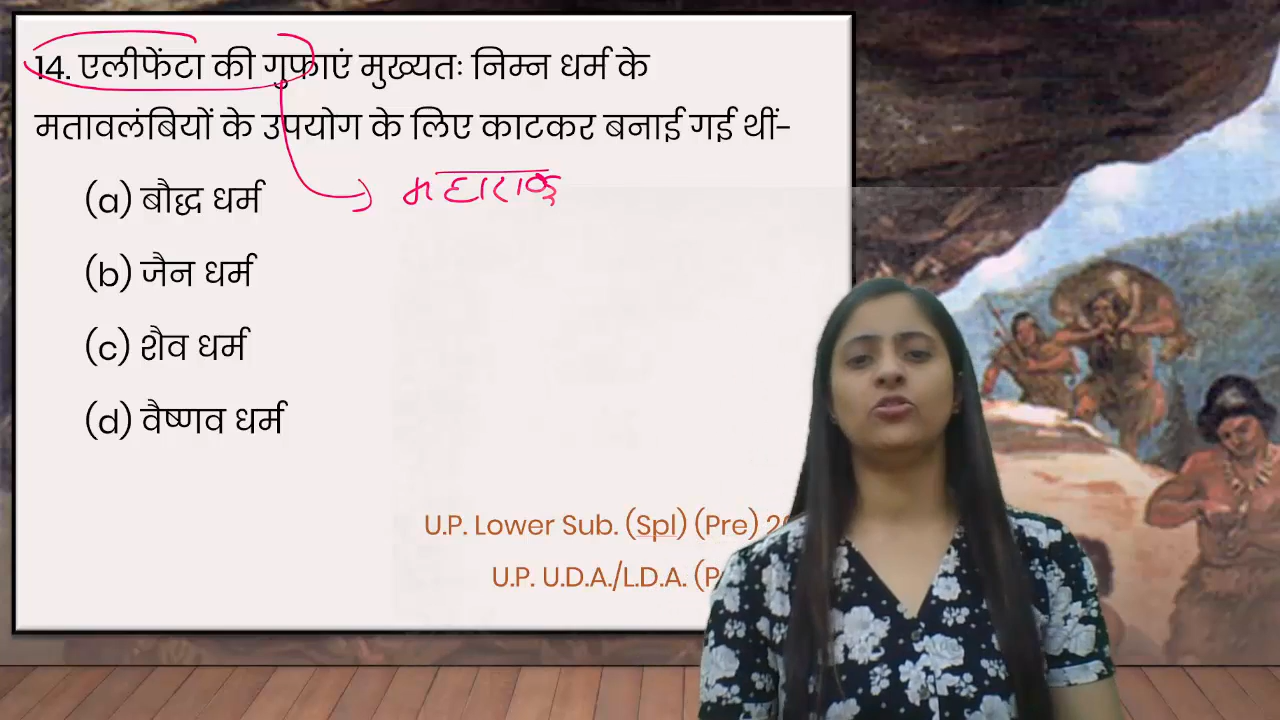 14. एलीफेंटा की गुफाएं मुख्यतः निम्न धर्म के
मतावलंबियों के उपयोग के लिए काटकर बनाई गई थीं-
(a) बौद्ध धर्म
(b) जैन धर्म
(c) शैव धर्म
(d) वैष्णव धर्म
U.P. Lower Sub. (Spl) (Pre)
U.P. U.D.A./L.D.A.